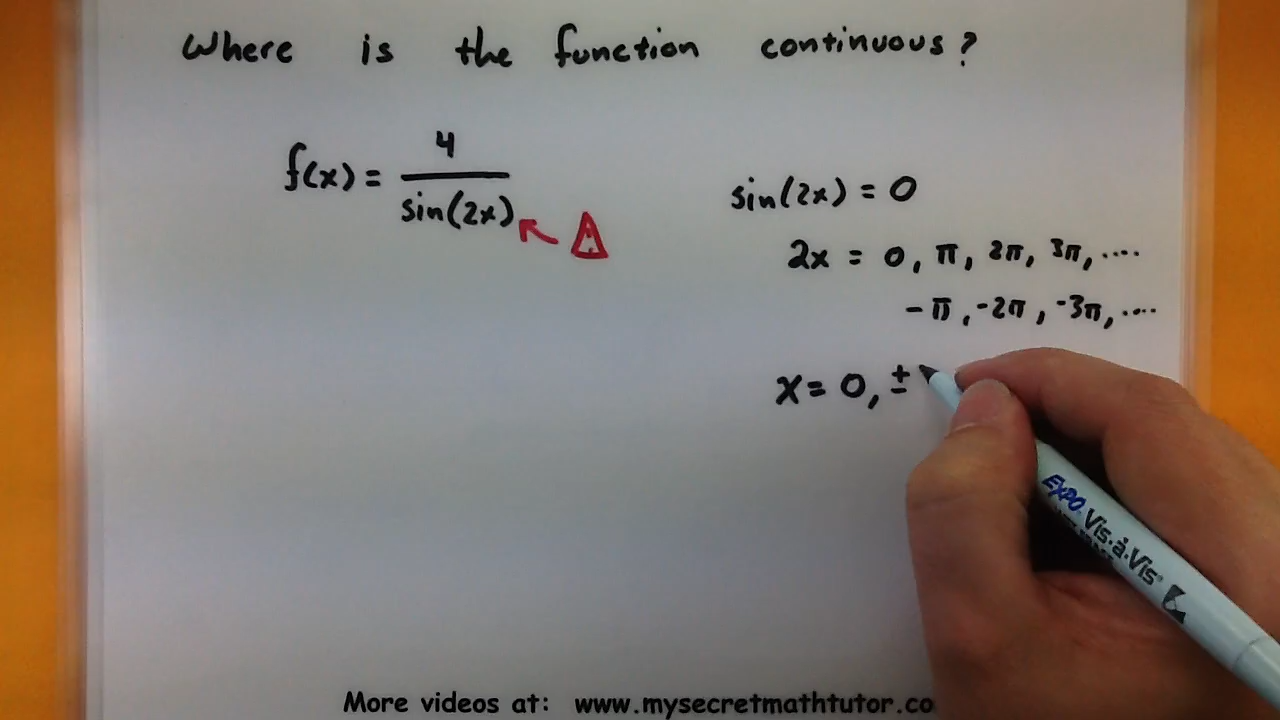 Where is the function continuous?
f(x) = 4 / sin(2x)
sin(2x) = 0
2x = 0, π, 2π, 3π, ....
-π, -2π, -3π, ....
x = 0, ±
EXPO Vis-à-Vis
More videos at: www.mysecretmathtutor.co